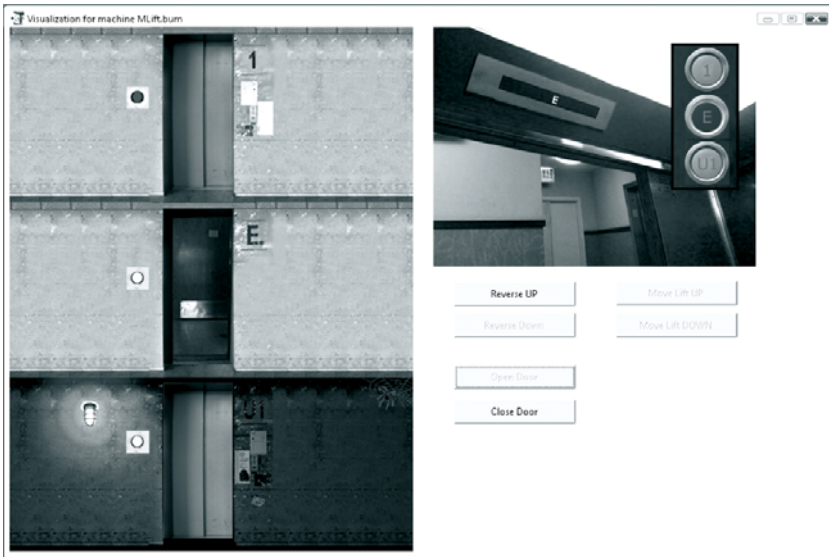 Visualization for machine MLift.bum
1
E
U1
E
1
E
U1
Reverse UP
Move Lift UP
Reverse Down
Move Lift DOWN
Open Door
Close Door